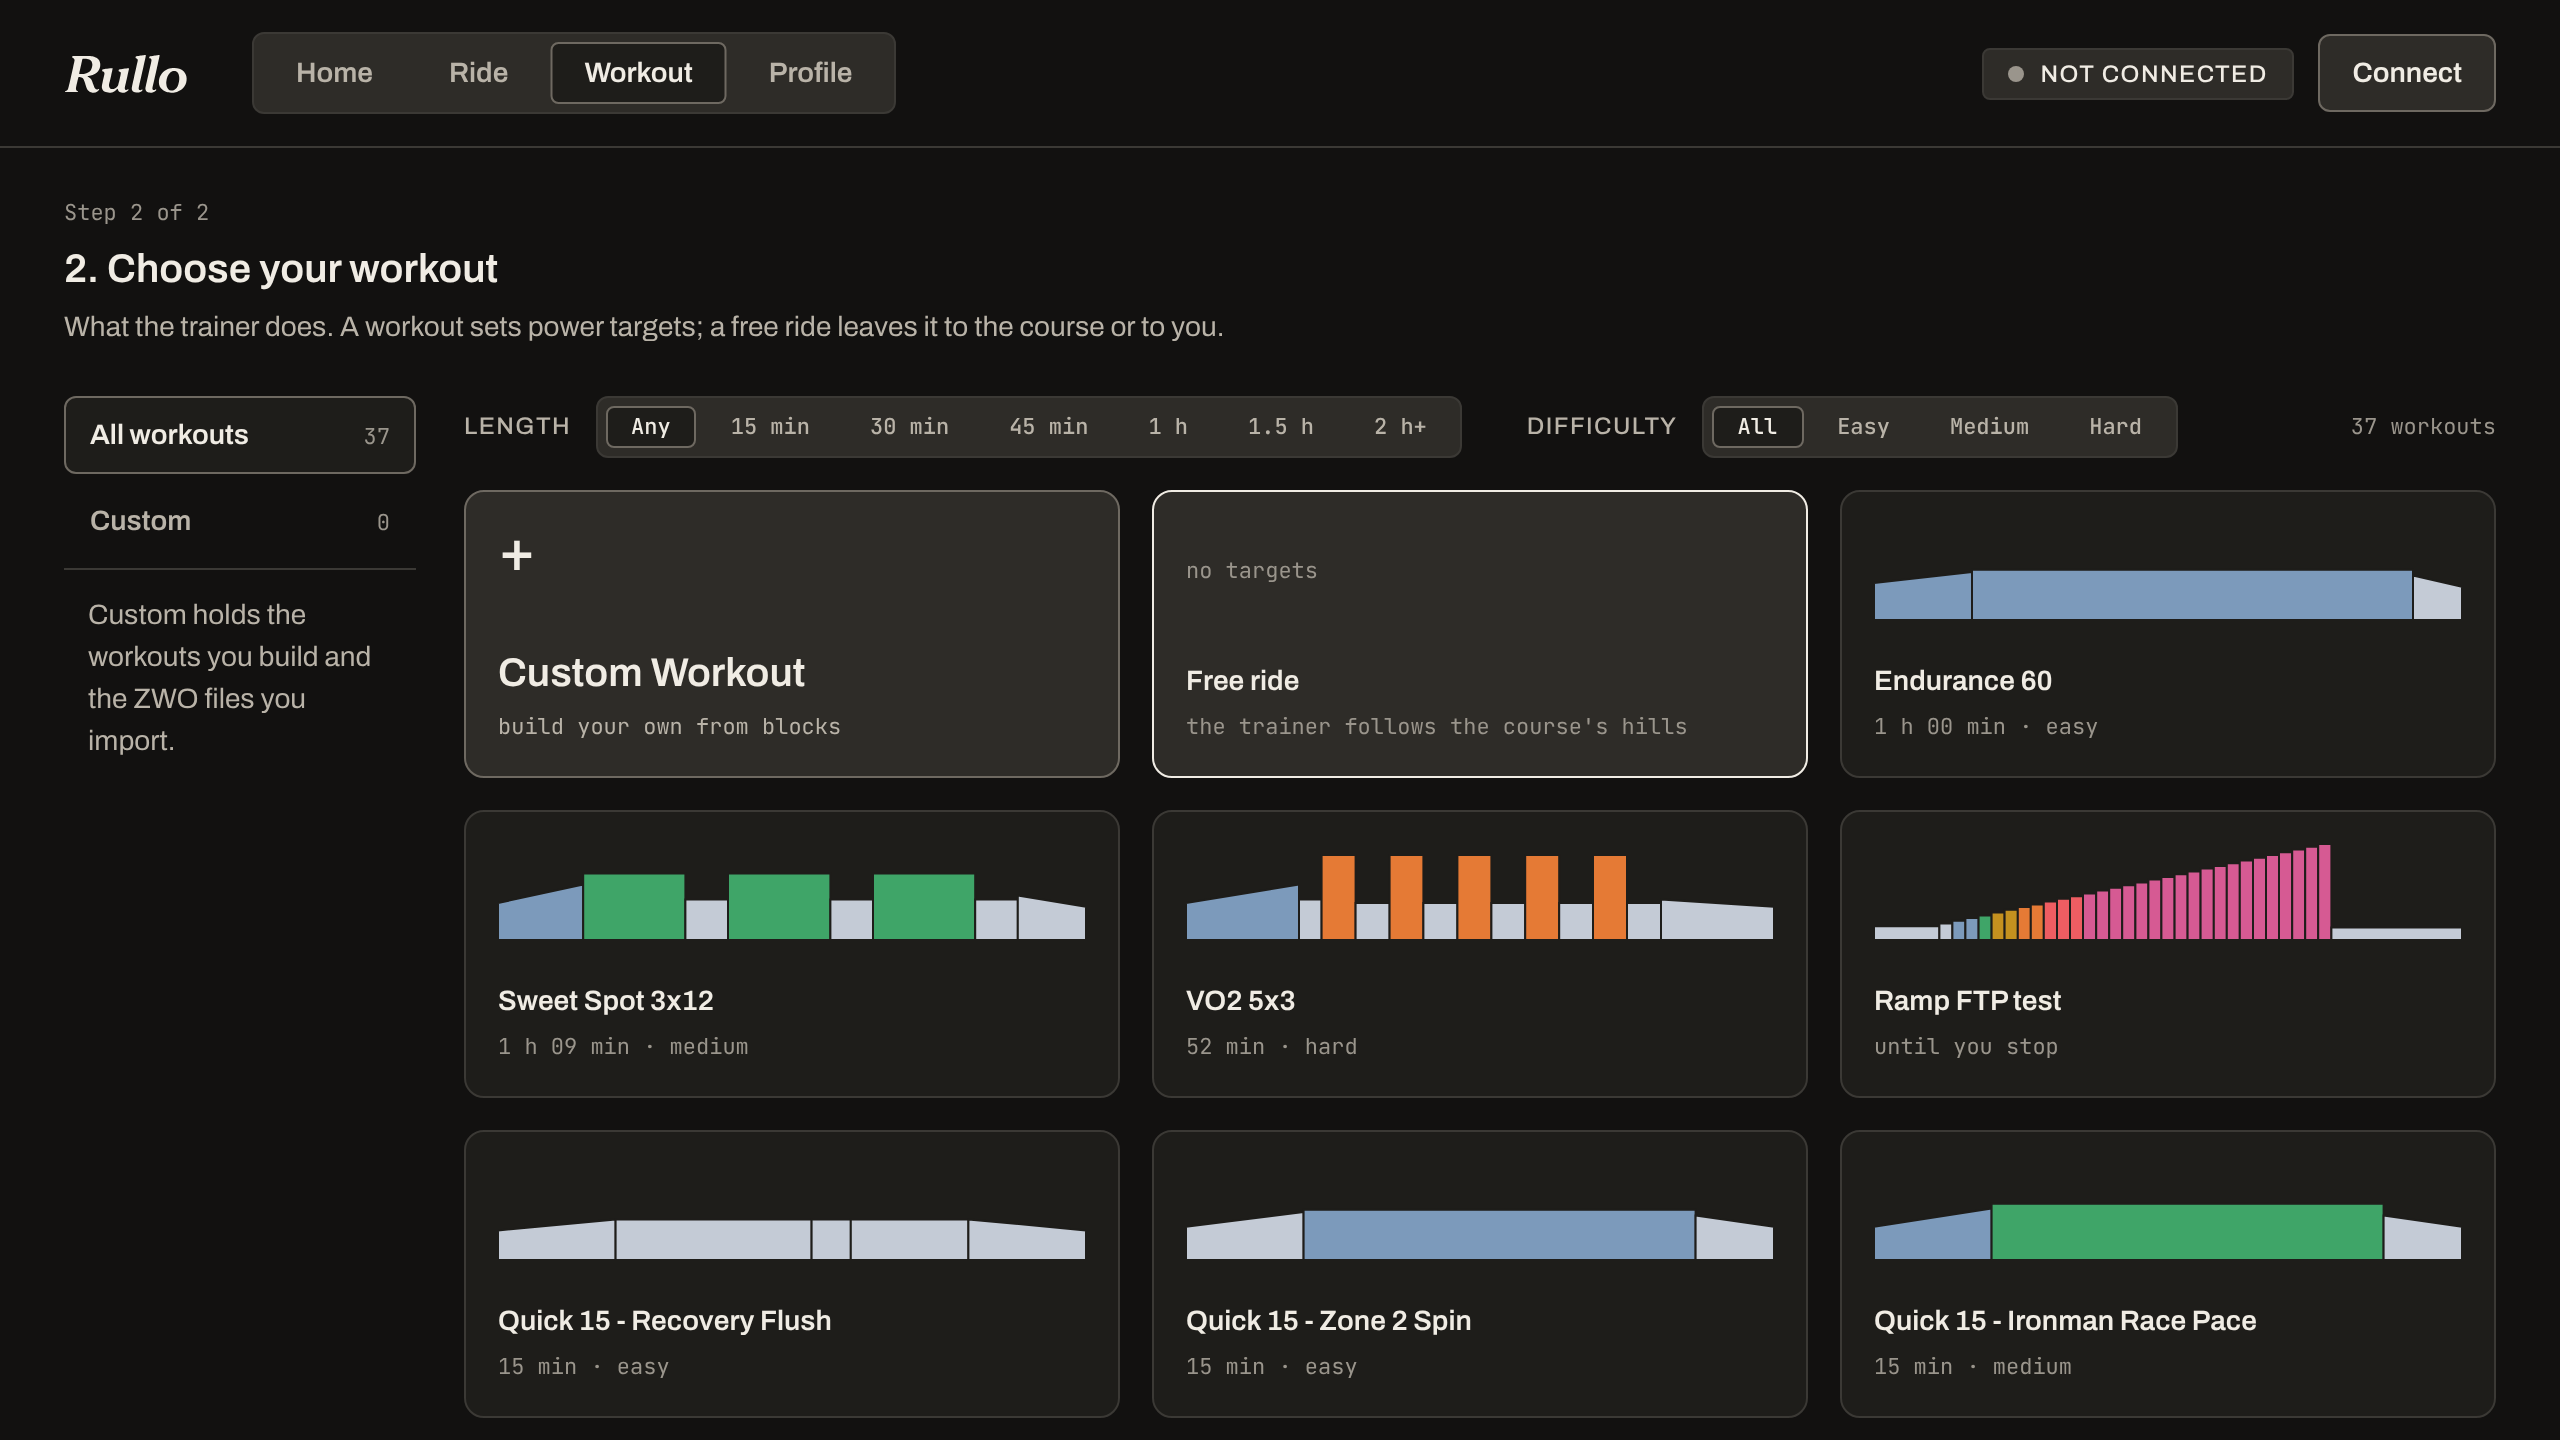 Rullo
Home
Ride
Workout
Profile
NOT CONNECTED
Connect
Step 2 of 2
2. Choose your workout
What the trainer does. A workout sets power targets; a free ride leaves it to the course or to you.
All workouts
37
Custom
0
Custom holds the
workouts you build and
the ZWO files you
import.
LENGTH
Any
15 min
30 min
45 min
1 h
1.5 h
2 h+
DIFFICULTY
All
Easy
Medium
Hard
37 workouts
+
Custom Workout
build your own from blocks
no targets
Free ride
the trainer follows the course's hills
Endurance 60
1 h 00 min · easy
Sweet Spot 3x12
1 h 09 min · medium
VO2 5x3
52 min · hard
Ramp FTP test
until you stop
Quick 15 - Recovery Flush
15 min · easy
Quick 15 - Zone 2 Spin
15 min · easy
Quick 15 - Ironman Race Pace
15 min · medium